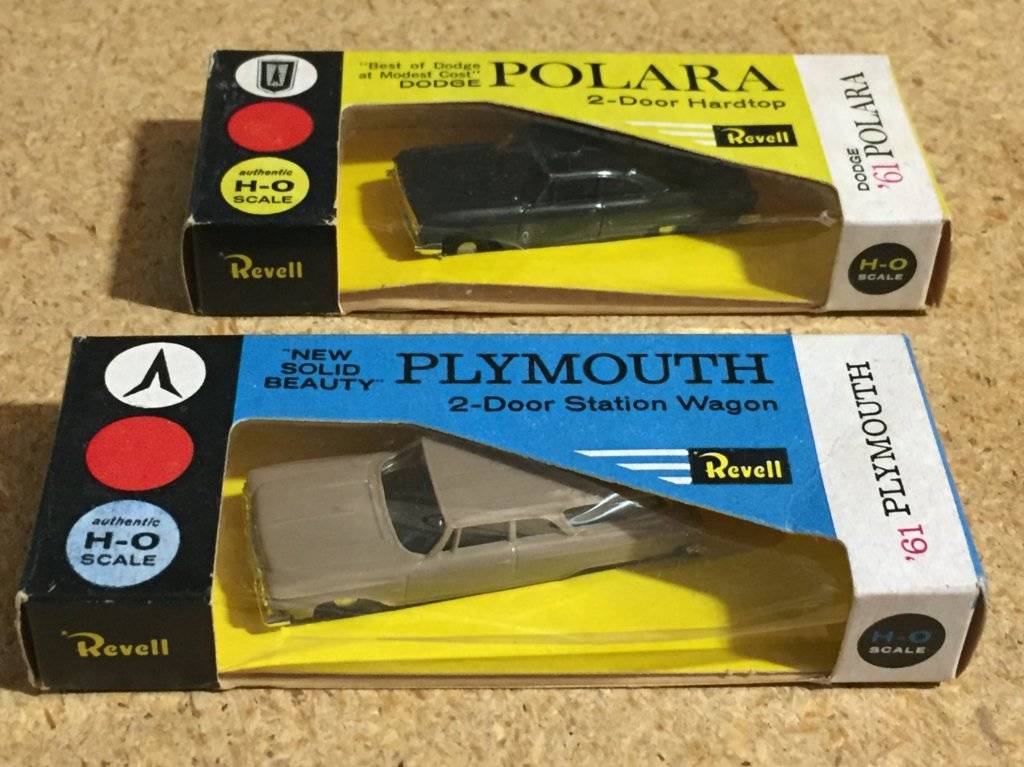 "Best of Dodge
at Modest Cost"
DODGE
POLARA
2-Door Hardtop
Revell
authentic
H-O
SCALE
Revell
DODGE
'61 POLARA
H-O
SCALE
"NEW
SOLID
BEAUTY"
PLYMOUTH
2-Door Station Wagon
Revell
authentic
H-O
SCALE
Revell
'61 PLYMOUTH
H-O
SCALE